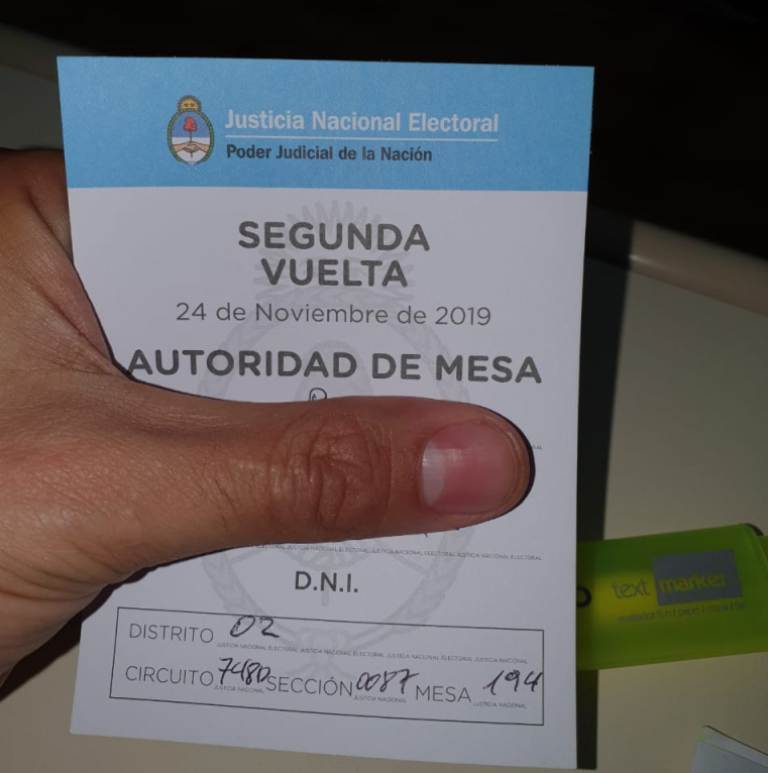 Justicia Nacional Electoral
Poder Judicial de la Nación
SEGUNDA
VUELTA
24 de Noviembre de 2019
AUTORIDAD DE MESA
D.N.I.
DISTRITO 02
CIRCUITO 7480 SECCIÓN 0087 MESA 194
text marker